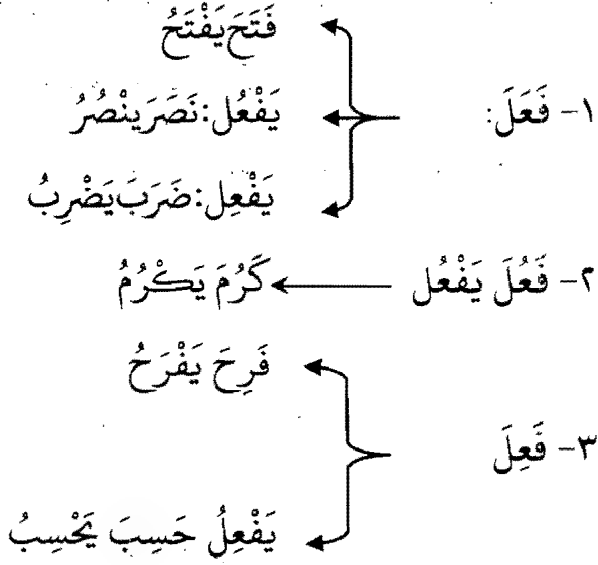 فَتَحَ يَفْتَحُ
١- فَعَلَ: يَفْعُل: نَصَرَ يَنْصُرُ
يَفْعِل: ضَرَبَ يَضْرِبُ
٢- فَعُلَ يَفْعُل كَرُمَ يَكْرُمُ
فَرِحَ يَفْرَحُ
٣- فَعِلَ
يَفْعِلُ حَسِبَ يَحْسِبُ